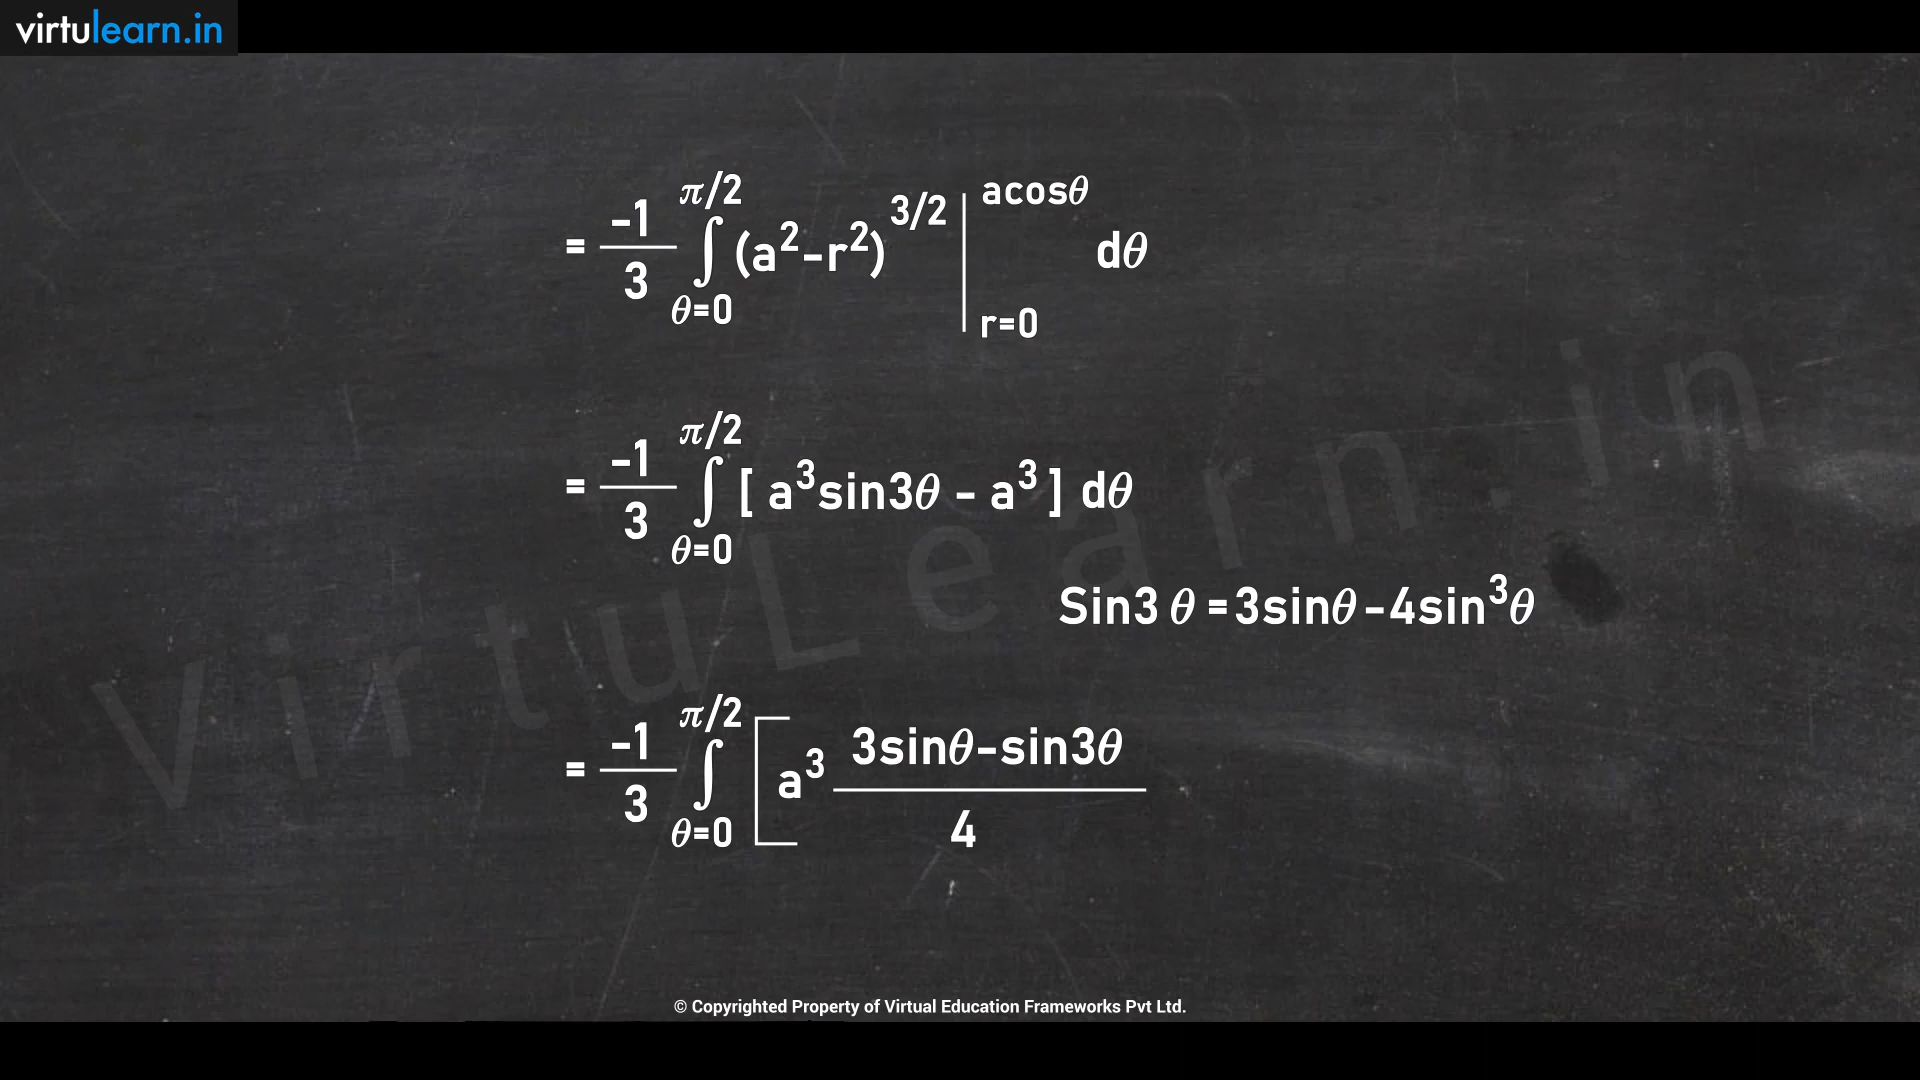 virtulearn.in
= -1/3 ∫_{θ=0}^{π/2} (a²-r²)^{3/2} |_{r=0}^{acosθ} dθ
= -1/3 ∫_{θ=0}^{π/2} [ a³sin3θ - a³ ] dθ
Sin3 θ = 3sinθ - 4sin³θ
= -1/3 ∫_{θ=0}^{π/2} [ a³ 3sinθ-sin3θ/4
VirtuLearn.in
© Copyrighted Property of Virtual Education Frameworks Pvt Ltd.